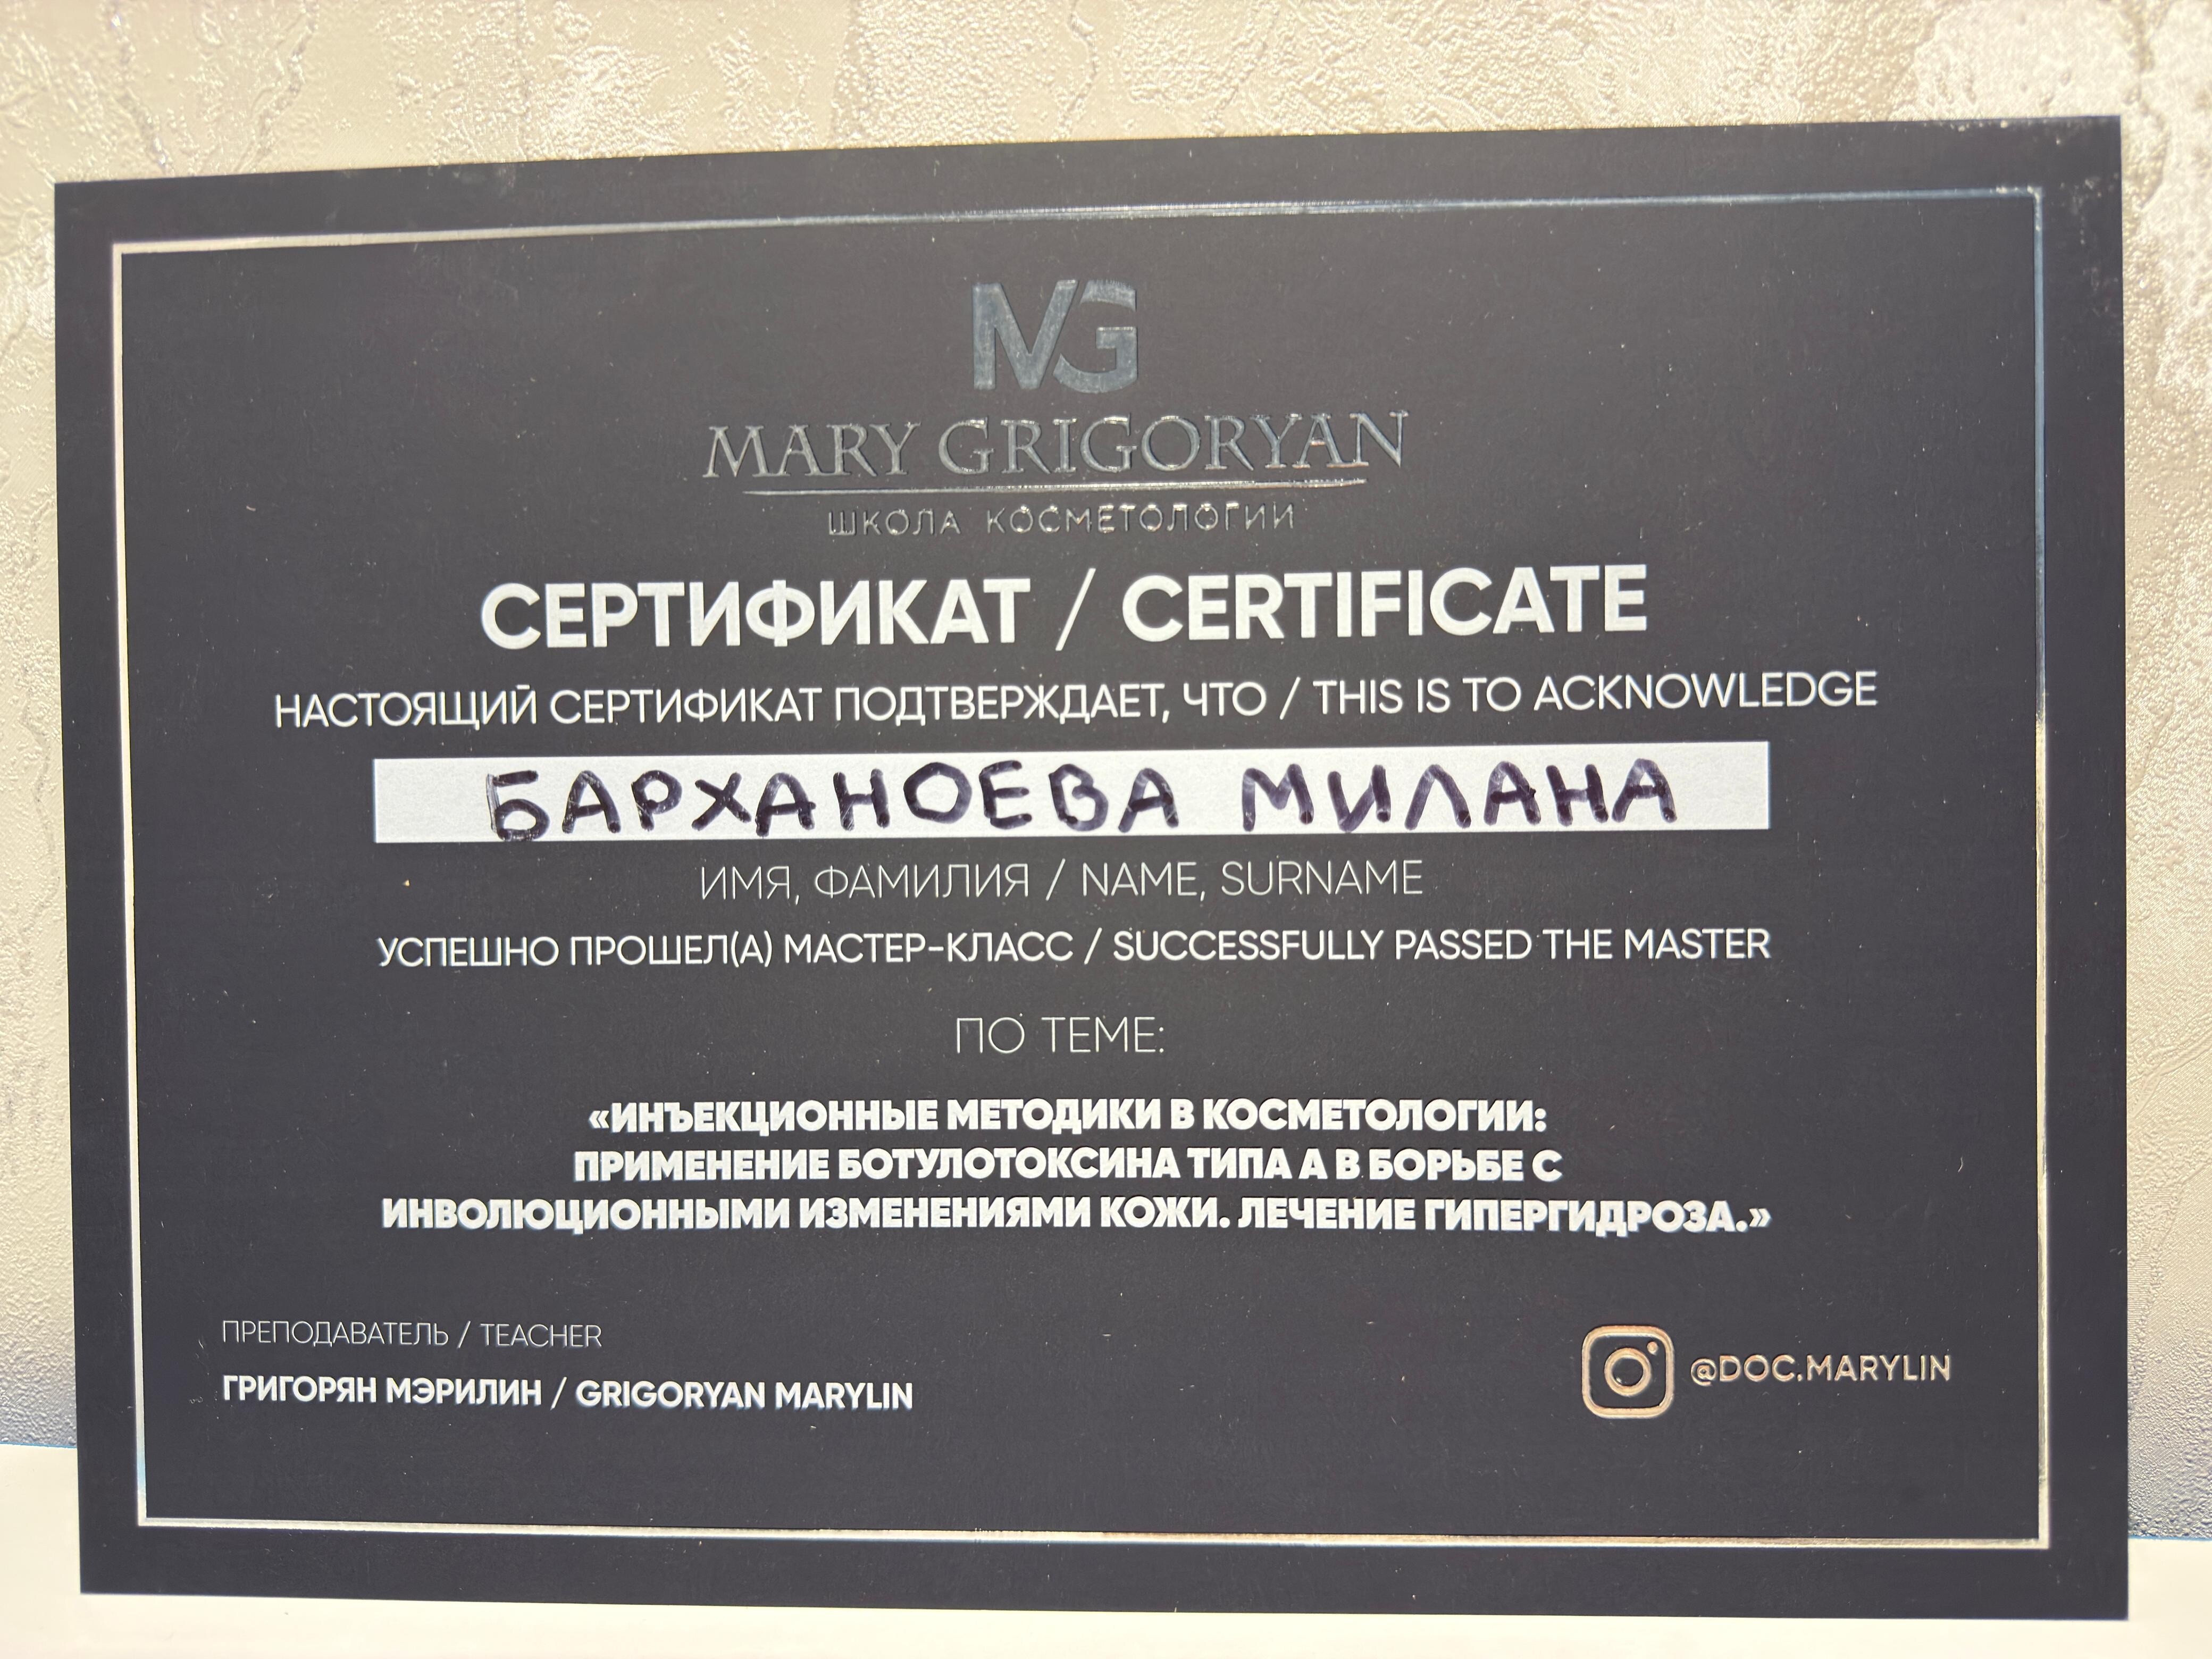 MG
MARY GRIGORYAN
ШКОЛА КОСМЕТОЛОГИИ
СЕРТИФИКАТ / CERTIFICATE
НАСТОЯЩИЙ СЕРТИФИКАТ ПОДТВЕРЖДАЕТ, ЧТО / THIS IS TO ACKNOWLEDGE
БАРХАНОЕВА МИЛАНА
ИМЯ, ФАМИЛИЯ / NAME, SURNAME
УСПЕШНО ПРОШЕЛ(А) МАСТЕР-КЛАСС / SUCCESSFULLY PASSED THE MASTER
ПО ТЕМЕ:
«ИНЪЕКЦИОННЫЕ МЕТОДИКИ В КОСМЕТОЛОГИИ:
ПРИМЕНЕНИЕ БОТУЛОТОКСИНА ТИПА А В БОРЬБЕ С
ИНВОЛЮЦИОННЫМИ ИЗМЕНЕНИЯМИ КОЖИ. ЛЕЧЕНИЕ ГИПЕРГИДРОЗА.»
ПРЕПОДАВАТЕЛЬ / TEACHER
ГРИГОРЯН МЭРИЛИН / GRIGORYAN MARYLIN
@DOC.MARYLIN